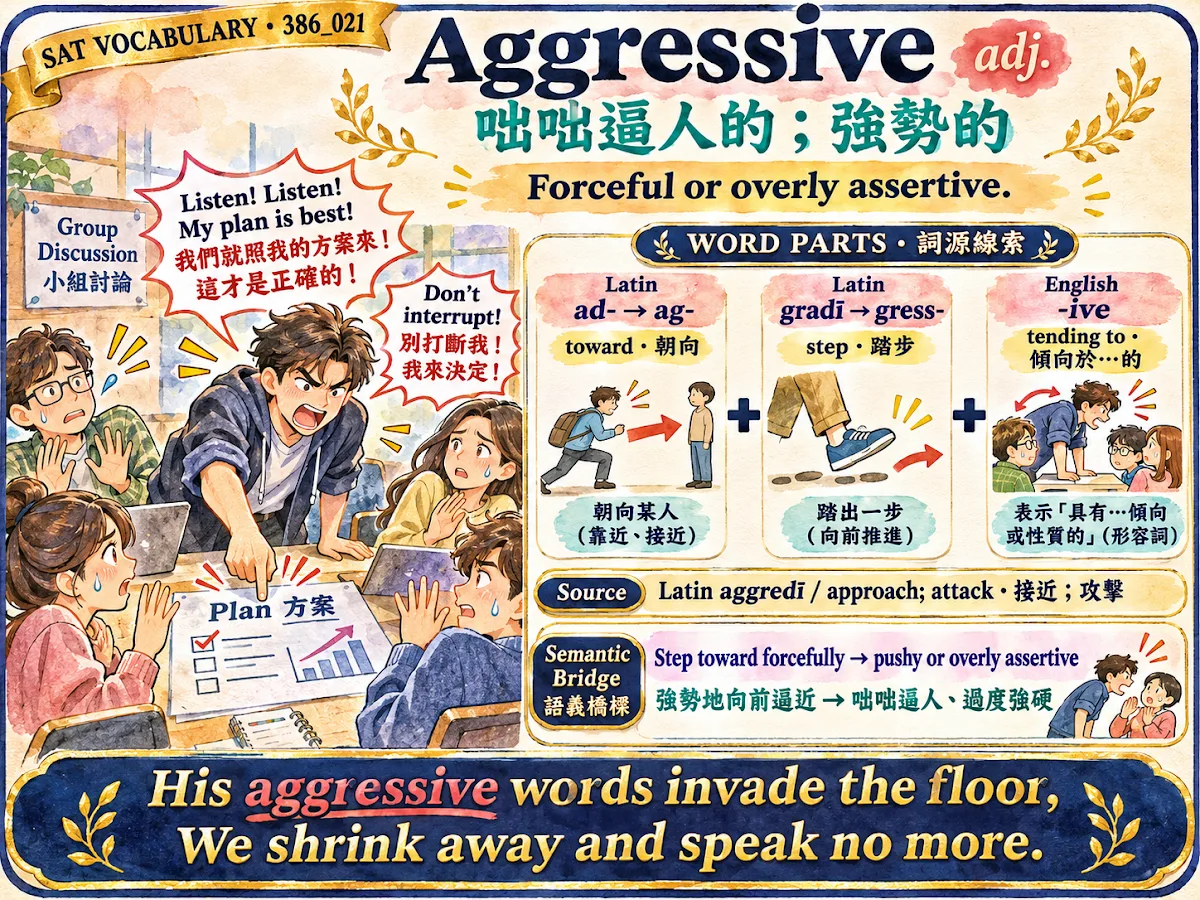 SAT VOCABULARY • 386_021
Aggressive adj.
咄咄逼人的；強勢的
Forceful or overly assertive.
Group
Discussion
小組討論
Listen! Listen!
My plan is best!
我們就照我的方案來！
這才是正確的！
Don't
interrupt!
別打斷我！
我來決定！
Plan 方案
WORD PARTS • 詞源線索
Latin
ad- → ag-
toward • 朝向
朝向某人
（靠近、接近）
+
Latin
gradī → gress-
step • 踏步
踏出一步
（向前推進）
+
English
-ive
tending to •
傾向於…的
表示「具有…傾向
或性質的」（形容詞）
Source
Latin aggredī / approach; attack • 接近；攻擊
Semantic
Bridge
語義橋樑
Step toward forcefully → pushy or overly assertive
強勢地向前逼近 → 咄咄逼人、過度強硬
His aggressive words invade the floor,
We shrink away and speak no more.